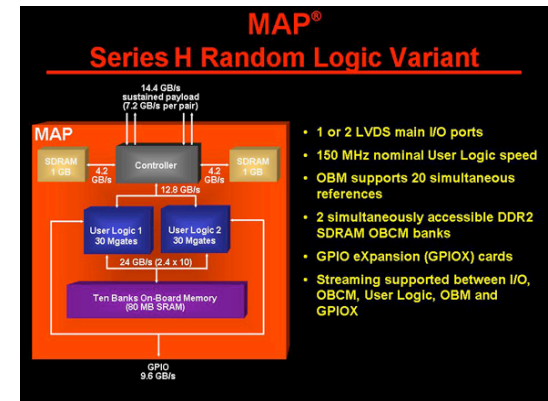 MAP®
Series H Random Logic Variant
14.4 GB/s
sustained payload
(7.2 GB/s per pair)
MAP
SDRAM
1 GB
4.2
GB/s
Controller
4.2
GB/s
SDRAM
1 GB
12.8 GB/s
User Logic 1
30 Mgates
User Logic 2
30 Mgates
24 GB/s (2.4 x 10)
Ten Banks On-Board Memory
(80 MB SRAM)
GPIO
9.6 GB/s
• 1 or 2 LVDS main I/O ports
• 150 MHz nominal User Logic speed
• OBM supports 20 simultaneous
references
• 2 simultaneously accessible DDR2
SDRAM OBCM banks
• GPIO eXpansion (GPIOX) cards
• Streaming supported between I/O,
OBCM, User Logic, OBM and
GPIOX